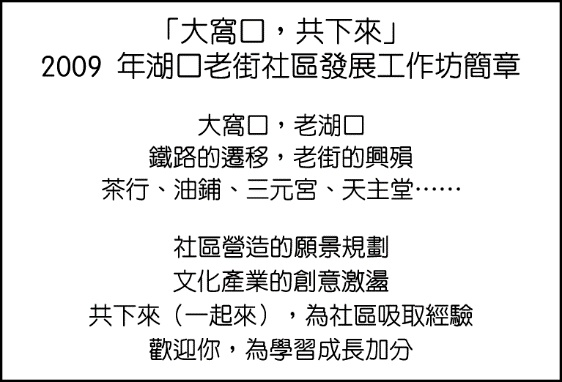 「大窩口，共下來」
2009 年湖口老街社區發展工作坊簡章
大窩口，老湖口
鐵路的遷移，老街的興殞
茶行、油鋪、三元宮、天主堂……
社區營造的願景規劃
文化產業的創意激盪
共下來（一起來），為社區吸取經驗
歡迎你，為學習成長加分